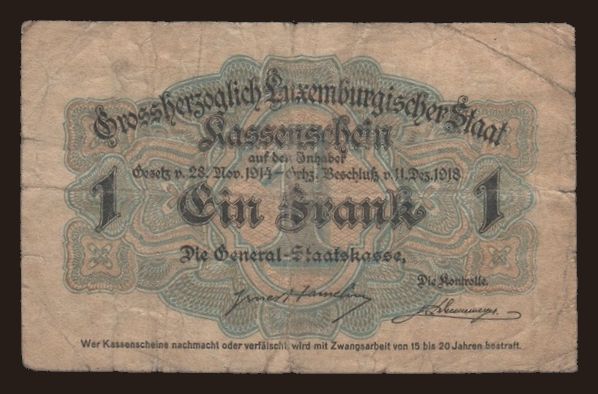 Grossherzoglich Luxemburgischer Staat
Kassenschein
auf den Inhaber
Gesetz v. 28. Nov. 1914 – Grhz. Beschluß v. 11. Dez. 1918
1 Ein Frank 1
Die General-Staatskasse,
Die Kontrolle.
Wer Kassenscheine nachmacht oder verfälscht, wird mit Zwangsarbeit von 15 bis 20 Jahren bestraft.